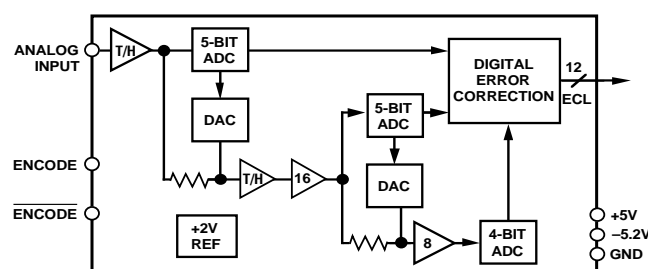 ANALOG
INPUT
T/H
5-BIT
ADC
DAC
T/H
16
5-BIT
ADC
DAC
8
4-BIT
ADC
DIGITAL
ERROR
CORRECTION
12
ECL
ENCODE
ENCODE
+2V
REF
+5V
–5.2V
GND